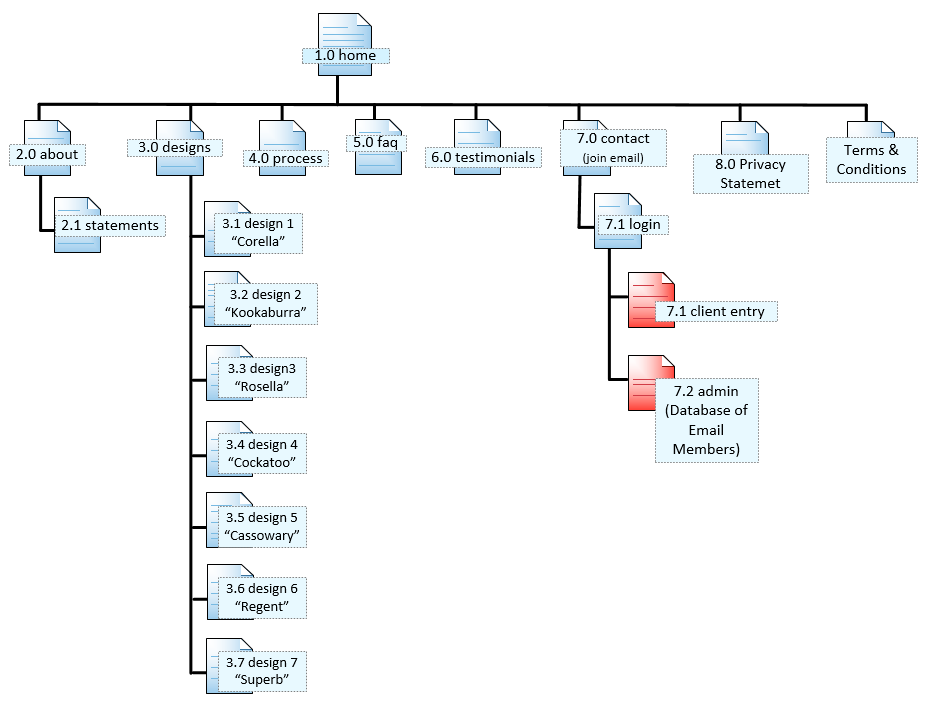 1.0 home
2.0 about
3.0 designs
4.0 process
5.0 faq
6.0 testimonials
7.0 contact
(join email)
8.0 Privacy
Statemet
Terms &
Conditions
2.1 statements
3.1 design 1
“Corella”
3.2 design 2
“Kookaburra”
3.3 design3
“Rosella”
3.4 design 4
“Cockatoo”
3.5 design 5
“Cassowary”
3.6 design 6
“Regent”
3.7 design 7
“Superb”
7.1 login
7.1 client entry
7.2 admin
(Database of
Email
Members)